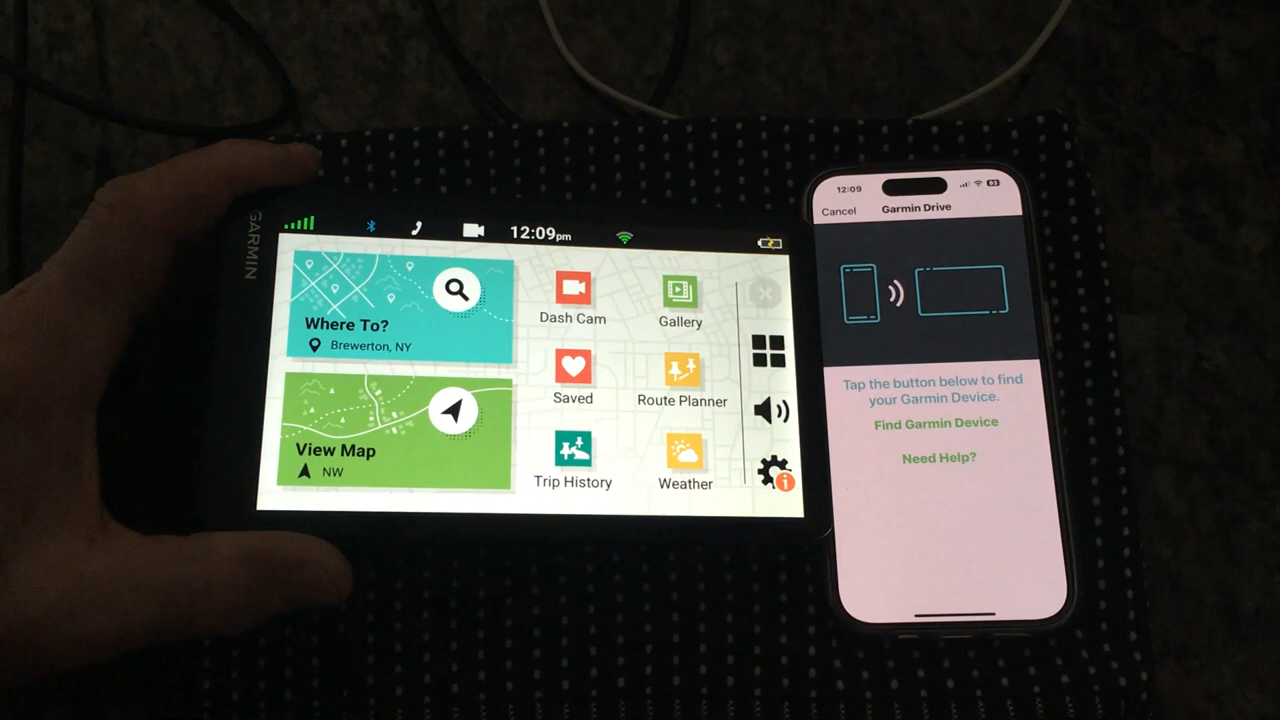 GARMIN
12:09pm
Where To?
Brewerton, NY
View Map
NW
Dash Cam
Gallery
Saved
Route Planner
Trip History
Weather
i
12:09
93
Cancel
Garmin Drive
Tap the button below to find
your Garmin Device.
Find Garmin Device
Need Help?